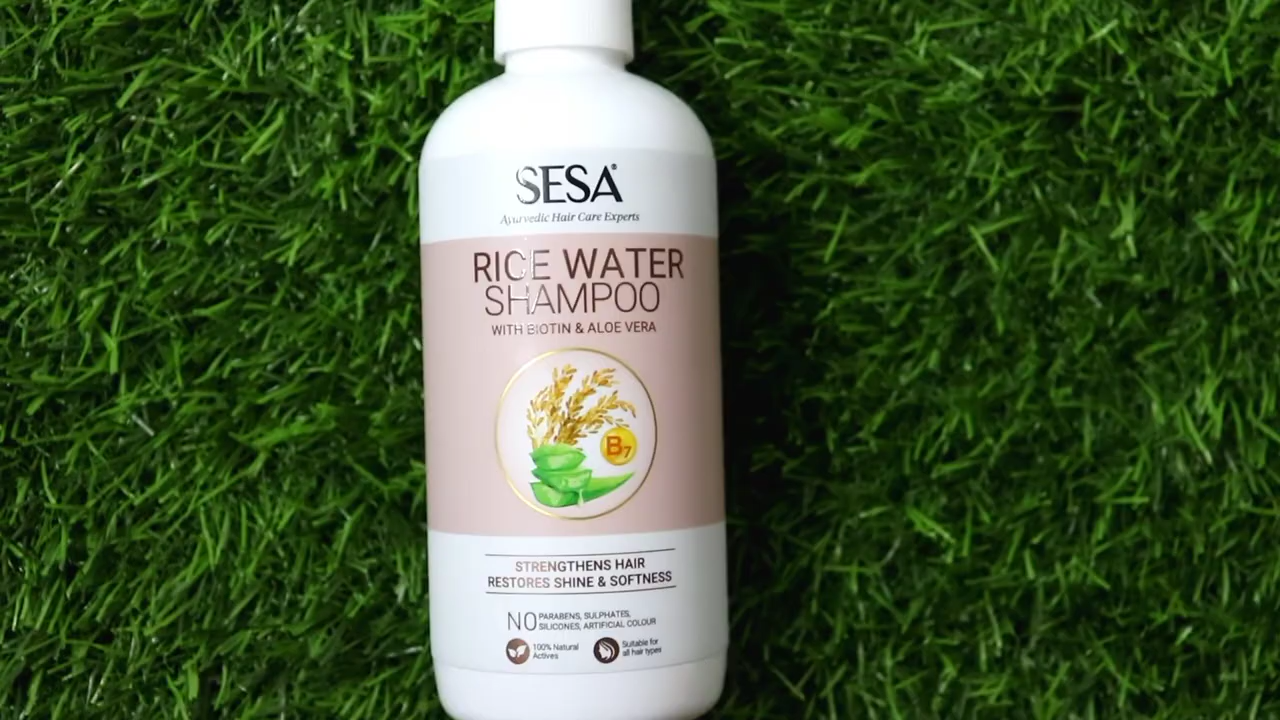 SESA®
Ayurvedic Hair Care Experts
RICE WATER
SHAMPOO
WITH BIOTIN & ALOE VERA
B7
STRENGTHENS HAIR
RESTORES SHINE & SOFTNESS
NO PARABENS, SULPHATES,
SILICONES, ARTIFICIAL COLOUR
100% Natural
Actives
Suitable for
all hair types